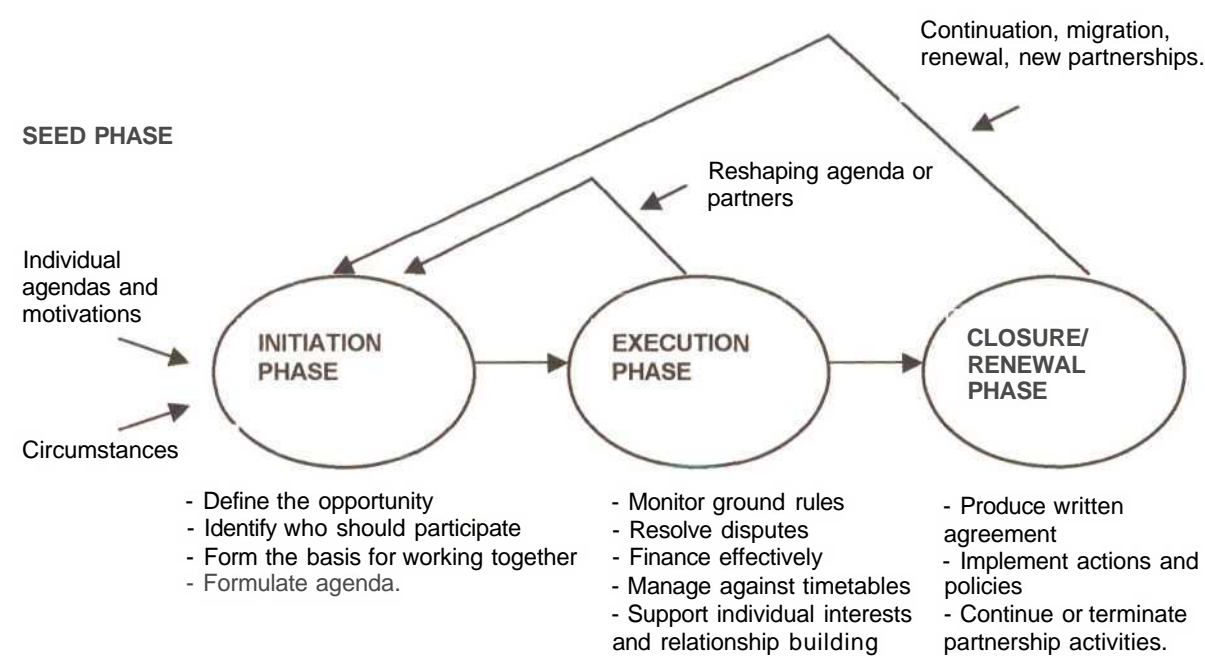 Continuation, migration,
renewal, new partnerships.
SEED PHASE
Reshaping agenda or
partners
Individual
agendas and
motivations
Circumstances
INITIATION
PHASE
EXECUTION
PHASE
CLOSURE/
RENEWAL
PHASE
- Define the opportunity
- Identify who should participate
- Form the basis for working together
- Formulate agenda.
- Monitor ground rules
- Resolve disputes
- Finance effectively
- Manage against timetables
- Support individual interests
and relationship building
- Produce written
agreement
- Implement actions and
policies
- Continue or terminate
partnership activities.